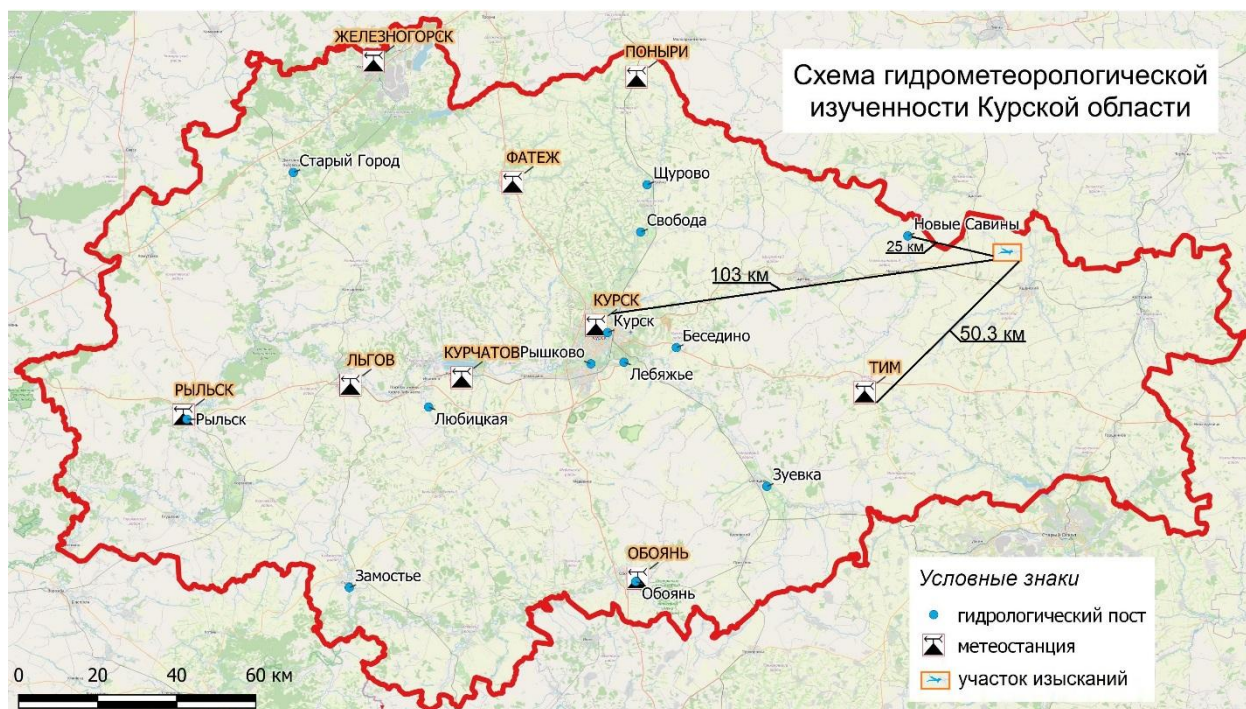 ЖЕЛЕЗНОГОРСК
ПОНЫРИ
Схема гидрометеорологической
изученности Курской области
Старый Город
ФАТЕЖ
Щурово
Свобода
Новые Савины
25 км
103 км
КУРСК
Курск
50.3 км
Беседино
Рышково
Лебяжье
ЛЬГОВ
КУРЧАТОВ
ТИМ
РЫЛЬСК
Рыльск
Любицкая
Зуевка
ОБОЯНЬ
Обоянь
Замостье
Условные знаки
гидрологический пост
метеостанция
участок изысканий
0 20 40 60 км